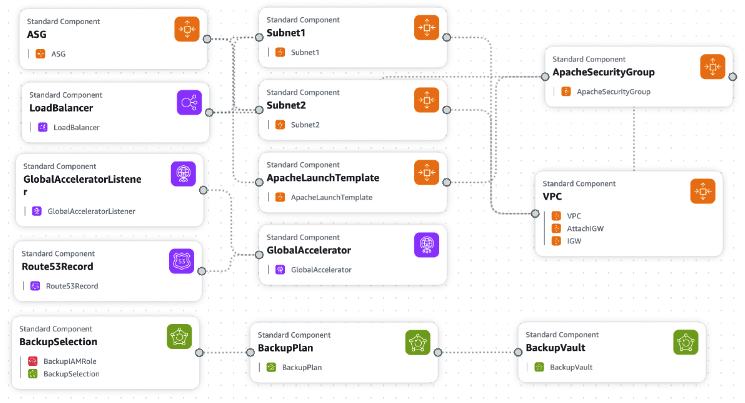 Standard Component
ASG
ASG
Standard Component
Subnet1
Subnet1
Standard Component
ApacheSecurityGroup
ApacheSecurityGroup
Standard Component
LoadBalancer
LoadBalancer
Standard Component
Subnet2
Subnet2
Standard Component
GlobalAcceleratorListene
r
GlobalAcceleratorListener
Standard Component
ApacheLaunchTemplate
ApacheLaunchTemplate
Standard Component
VPC
VPC
AttachIGW
IGW
Standard Component
Route53Record
Route53Record
Standard Component
GlobalAccelerator
GlobalAccelerator
Standard Component
BackupSelection
BackupIAMRole
BackupSelection
Standard Component
BackupPlan
BackupPlan
Standard Component
BackupVault
BackupVault